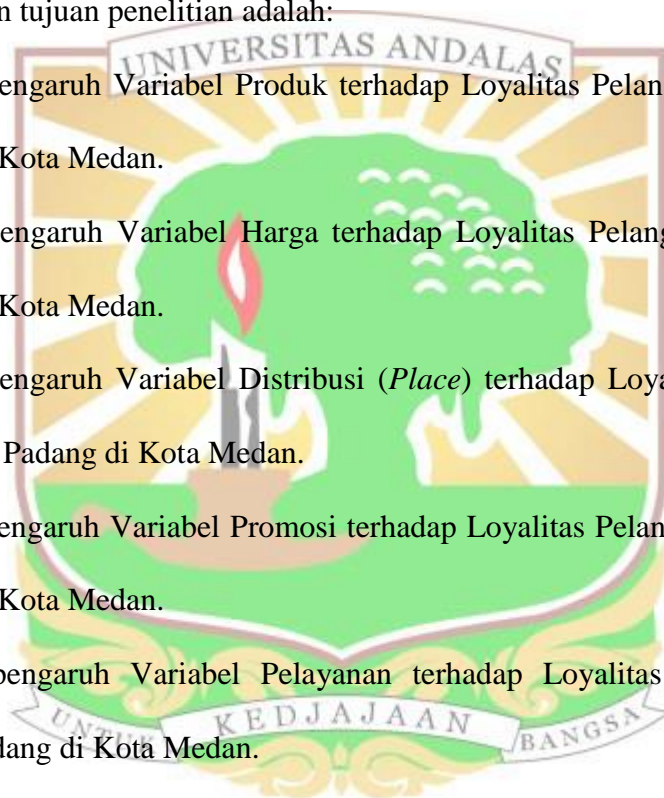 n tujuan penelitian adalah:
UNIVERSITAS ANDALAS
engaruh Variabel Produk terhadap Loyalitas Pelan
Kota Medan.
engaruh Variabel Harga terhadap Loyalitas Pelang
Kota Medan.
engaruh Variabel Distribusi (Place) terhadap Loya
Padang di Kota Medan.
engaruh Variabel Promosi terhadap Loyalitas Pelan
Kota Medan.
pengaruh Variabel Pelayanan terhadap Loyalitas
UNTUK KEDJAJAAN BANGSA
dang di Kota Medan.